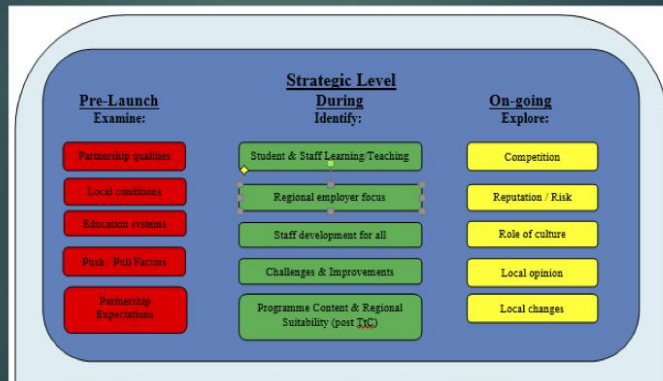 Strategic Level
Pre-Launch
Examine:
Partnership qualities
Local conditions
Education systems
Push / Pull Factors
Partnership
Expectations
During
Identify:
Student & Staff Learning/Teaching
Regional employer focus
Staff development for all
Challenges & Improvements
Programme Content & Regional
Suitability (post TtC)
On-going
Explore:
Competition
Reputation / Risk
Role of culture
Local opinion
Local changes